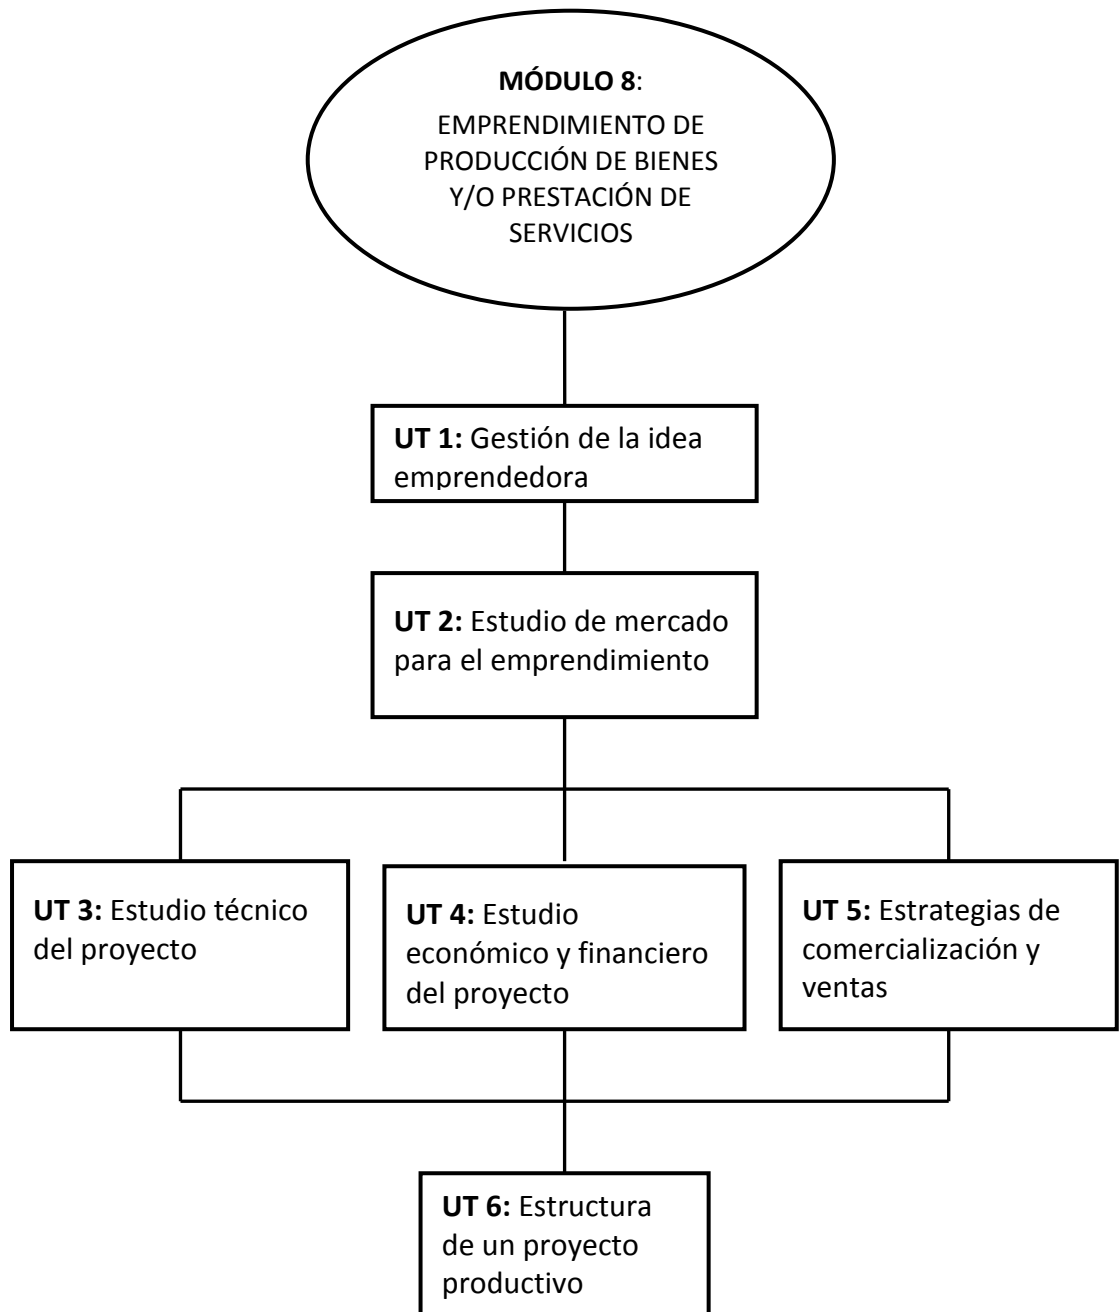 MÓDULO 8:
EMPRENDIMIENTO DE
PRODUCCIÓN DE BIENES
Y/O PRESTACIÓN DE
SERVICIOS
UT 1: Gestión de la idea
emprendedora
UT 2: Estudio de mercado
para el emprendimiento
UT 3: Estudio técnico
del proyecto
UT 4: Estudio
económico y financiero
del proyecto
UT 5: Estrategias de
comercialización y
ventas
UT 6: Estructura
de un proyecto
productivo